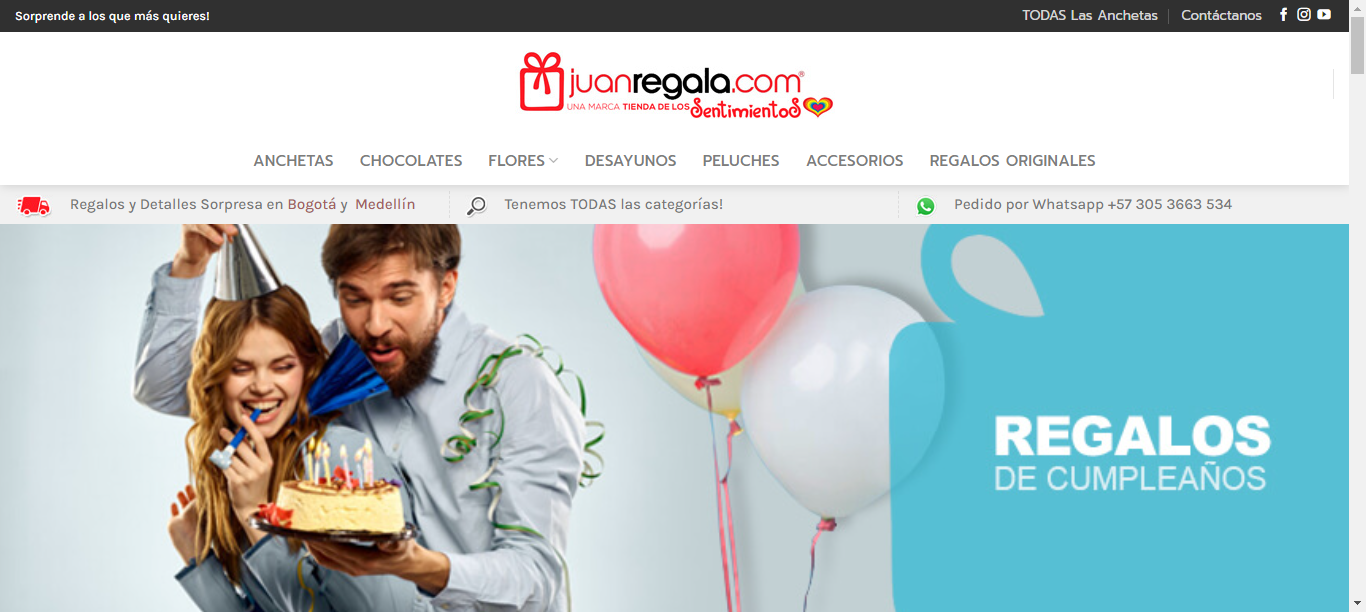 Sorprende a los que más quieres!
TODAS Las Anchetas
Contáctanos
juanregala.com®
UNA MARCA TIENDA DE LOS SentimientoS
ANCHETAS CHOCOLATES FLORES DESAYUNOS PELUCHES ACCESORIOS REGALOS ORIGINALES
Regalos y Detalles Sorpresa en Bogotá y Medellín
Tenemos TODAS las categorías!
Pedido por Whatsapp +57 305 3663 534
REGALOS
DE CUMPLEAÑOS